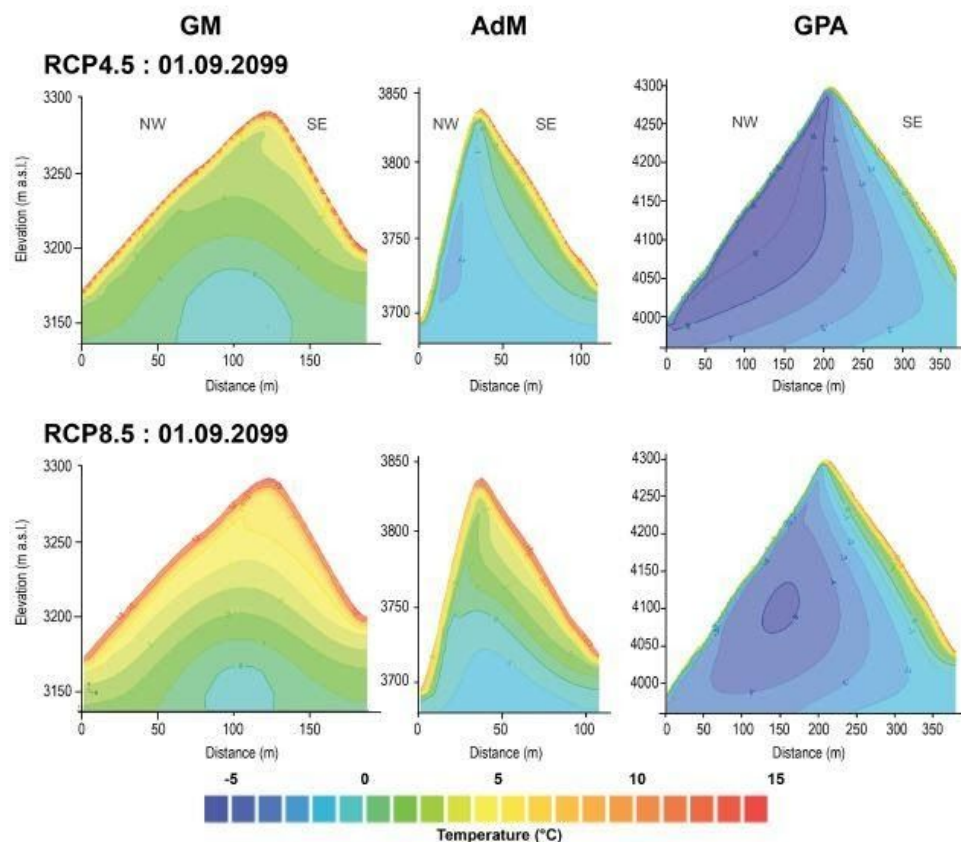 GM AdM GPA
RCP4.5 : 01.09.2099
3300
3250
3200
3150
Elevation (m a.s.l.)
NW SE
0 50 100 150
Distance (m)
3850
3800
3750
3700
NW SE
0 50 100
Distance (m)
4300
4250
4200
4150
4100
4050
4000
NW SE
0 50 100 150 200 250 300 350
Distance (m)
RCP8.5 : 01.09.2099
3300
3250
3200
3150
Elevation (m a.s.l.)
0 50 100 150
Distance (m)
3850
3800
3750
3700
0 50 100
Distance (m)
4300
4250
4200
4150
4100
4050
4000
0 50 100 150 200 250 300 350
Distance (m)
-5 0 5 10 15
Temperature (°C)